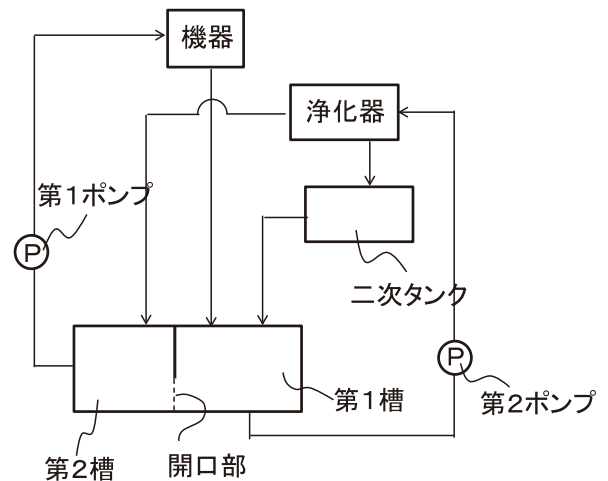 機器
浄化器
第1ポンプ
P
二次タンク
P
第1槽
第2ポンプ
第2槽
開口部